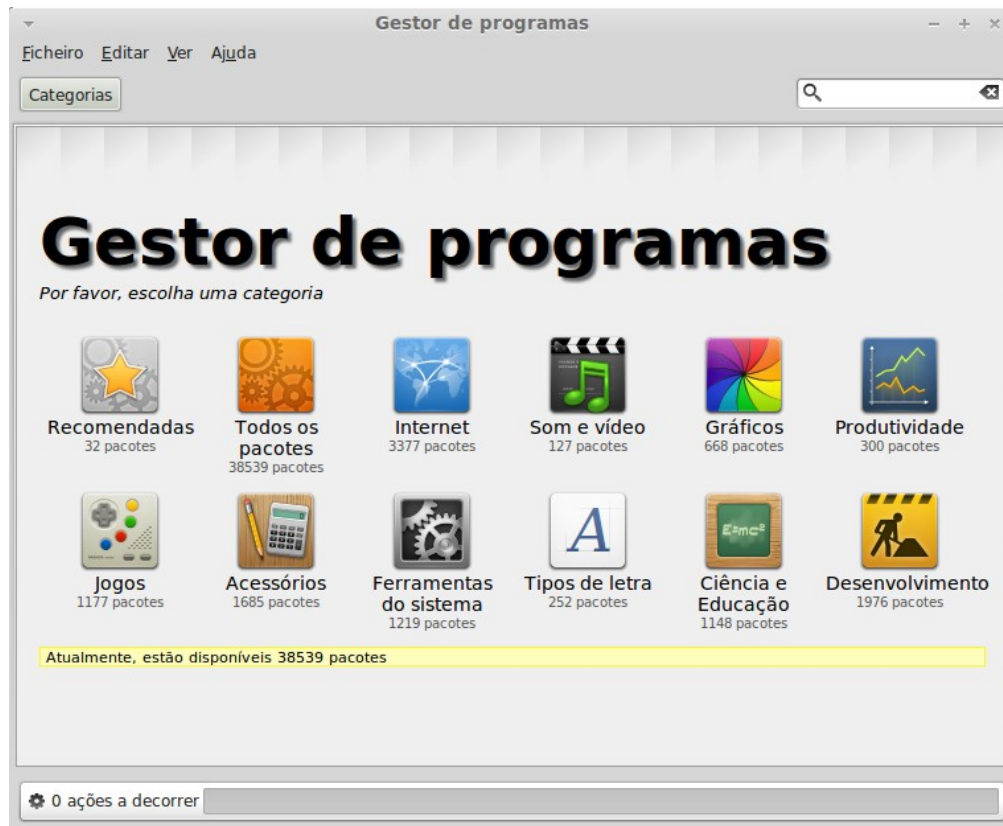 Gestor de programas
Ficheiro Editar Ver Ajuda
Categorias
Gestor de programas
Por favor, escolha uma categoria
Recomendadas
32 pacotes
Todos os
pacotes
38539 pacotes
Internet
3377 pacotes
Som e vídeo
127 pacotes
Gráficos
668 pacotes
Produtividade
300 pacotes
Jogos
1177 pacotes
Acessórios
1685 pacotes
Ferramentas
do sistema
1219 pacotes
A
Tipos de letra
252 pacotes
E=mc²
Ciência e
Educação
1148 pacotes
Desenvolvimento
1976 pacotes
Atualmente, estão disponíveis 38539 pacotes
0 ações a decorrer